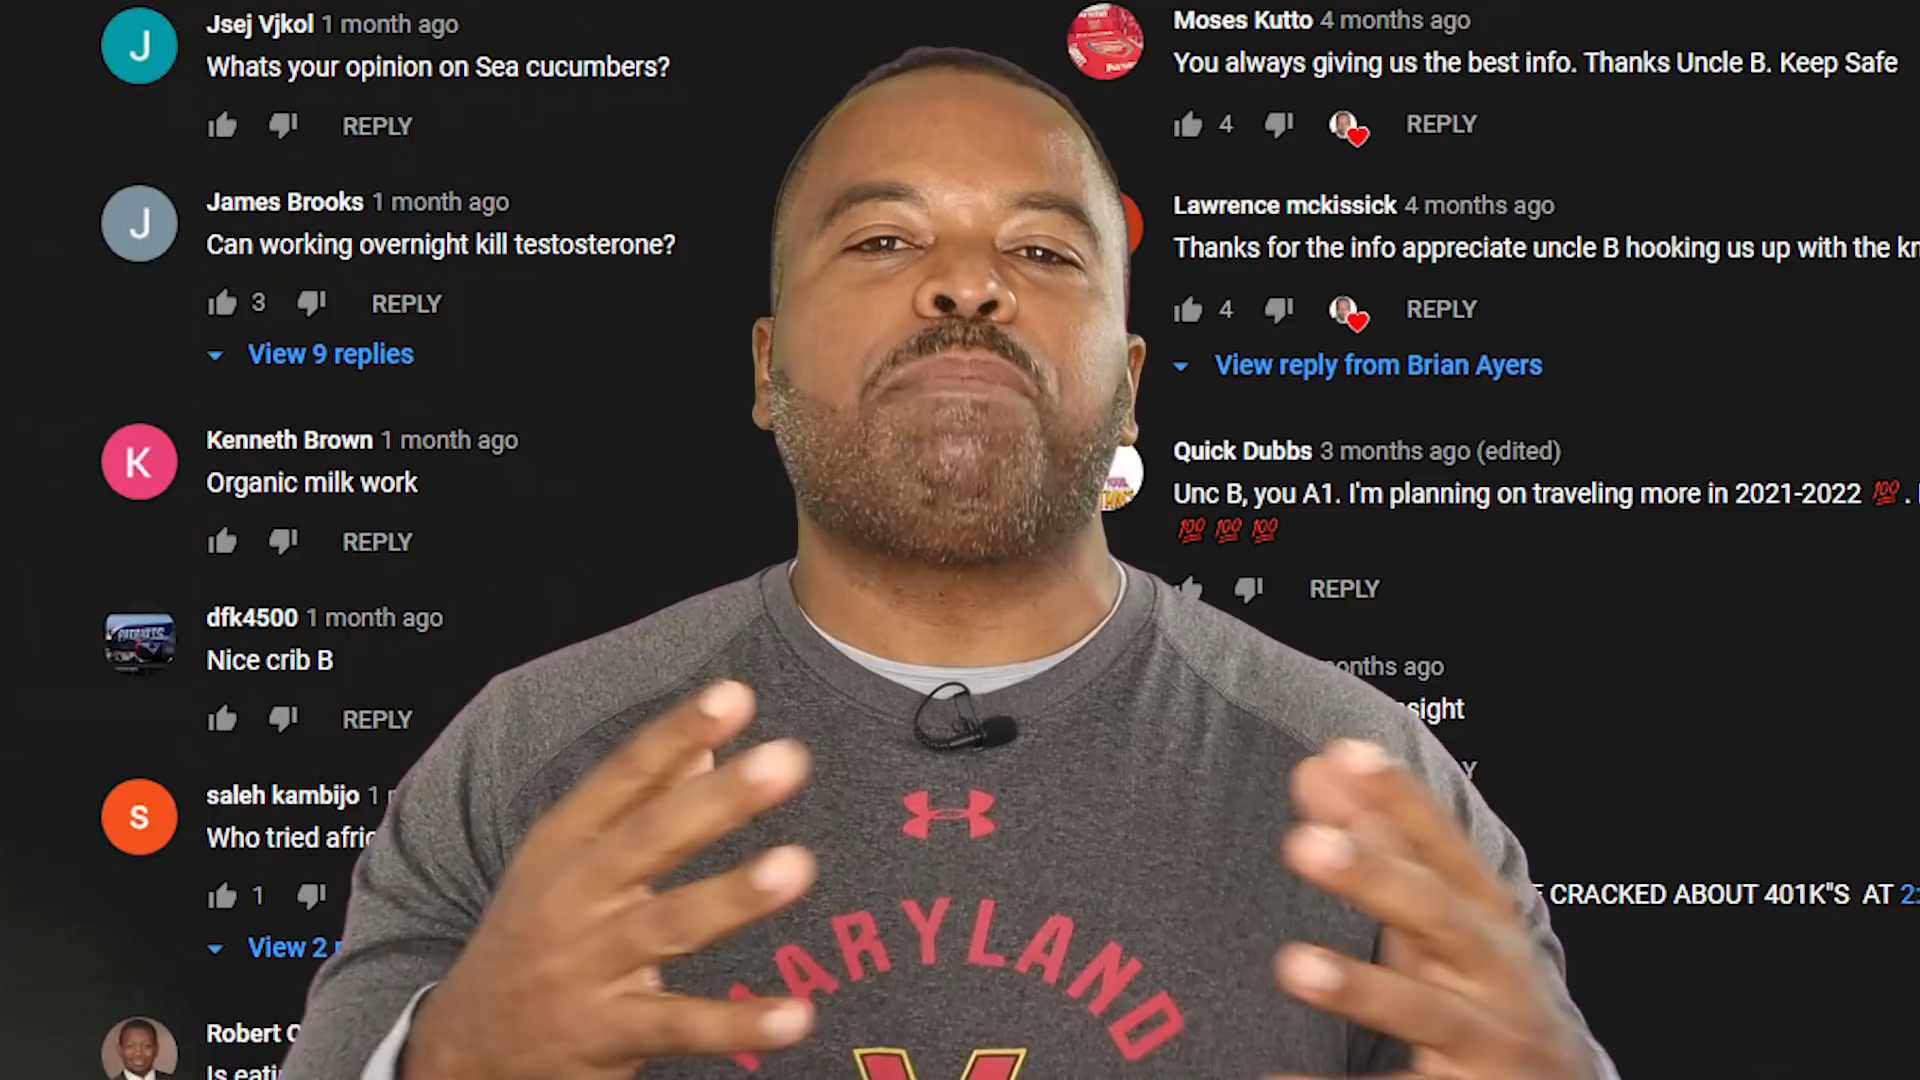 Jsej Vjkol 1 month ago
Whats your opinion on Sea cucumbers?
REPLY
James Brooks 1 month ago
Can working overnight kill testosterone?
3 REPLY
View 9 replies
Kenneth Brown 1 month ago
Organic milk work
REPLY
dfk4500 1 month ago
Nice crib B
REPLY
saleh kambijo 1
Who tried
1
View 2
Robert
Is
Moses Kutto 4 months ago
You always giving us the best info. Thanks Uncle B. Keep Safe
4 REPLY
Lawrence mckissick 4 months ago
Thanks for the info appreciate uncle B hooking us up with the
4 REPLY
View reply from Brian Ayers
Quick Dubbs 3 months ago (edited)
Unc B, you A1. I'm planning on traveling more in 2021-2022 💯.
💯 💯 💯
REPLY
ago
CRACKED ABOUT 401K"S AT
J
J
K
S
MARYLAND